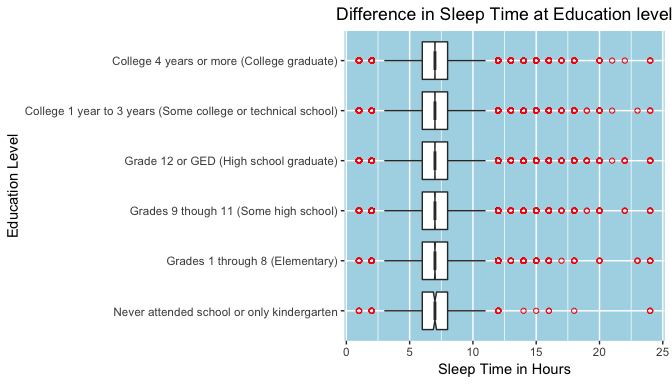 Difference in Sleep Time at Education level
Education Level
College 4 years or more (College graduate)
College 1 year to 3 years (Some college or technical school)
Grade 12 or GED (High school graduate)
Grades 9 though 11 (Some high school)
Grades 1 through 8 (Elementary)
Never attended school or only kindergarten
0 5 10 15 20 25
Sleep Time in Hours